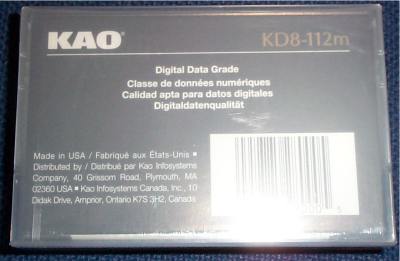 KAO KD8-112m
Digital Data Grade
Classe de données numériques
Calidad apta para datos digitales
Digitaldatenqualität
Made in USA / Fabriqué aux États-Unis ■
Distributed by / Distribué par Kao Infosystems
Company, 40 Grissom Road, Plymouth, MA
02360 USA ■ Kao Infosystems Canada, Inc., 10
Didak Drive, Arnprior, Ontario K7S 3H2, Canada